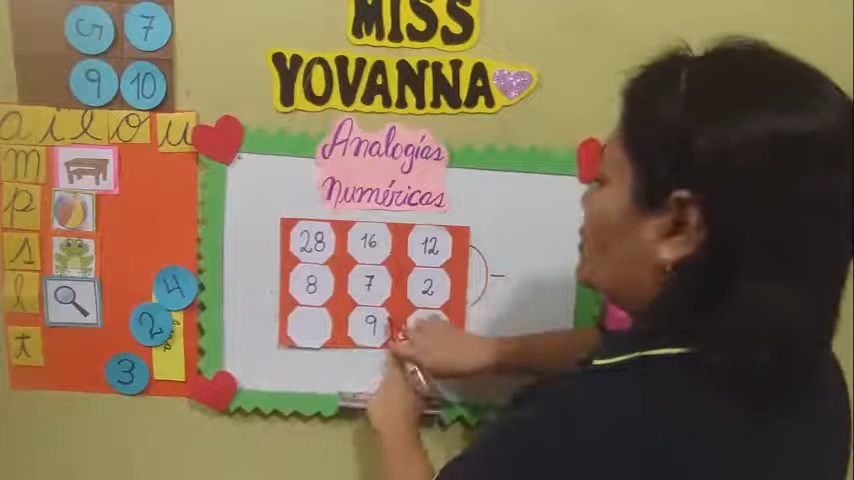 MISS
YOVANNA
5 7
9 10
a i e o u
m
p
s
l
t
4
2
3
Analogías
Numéricas
28 16 12
8 7 2
9